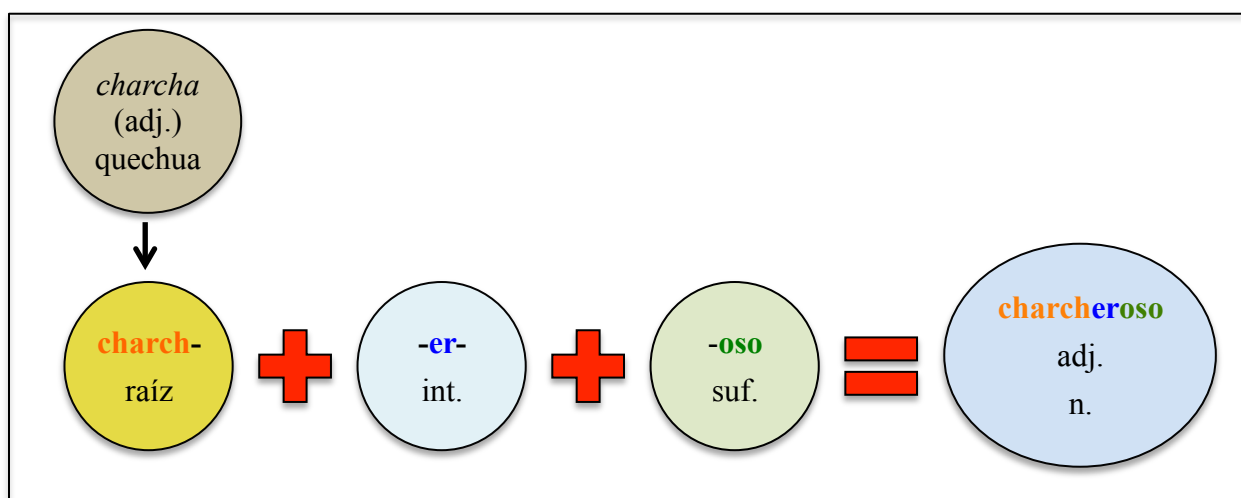 charcha
(adj.)
quechua
charch-
raíz
-er-
int.
-oso
suf.
charcheroso
adj.
n.